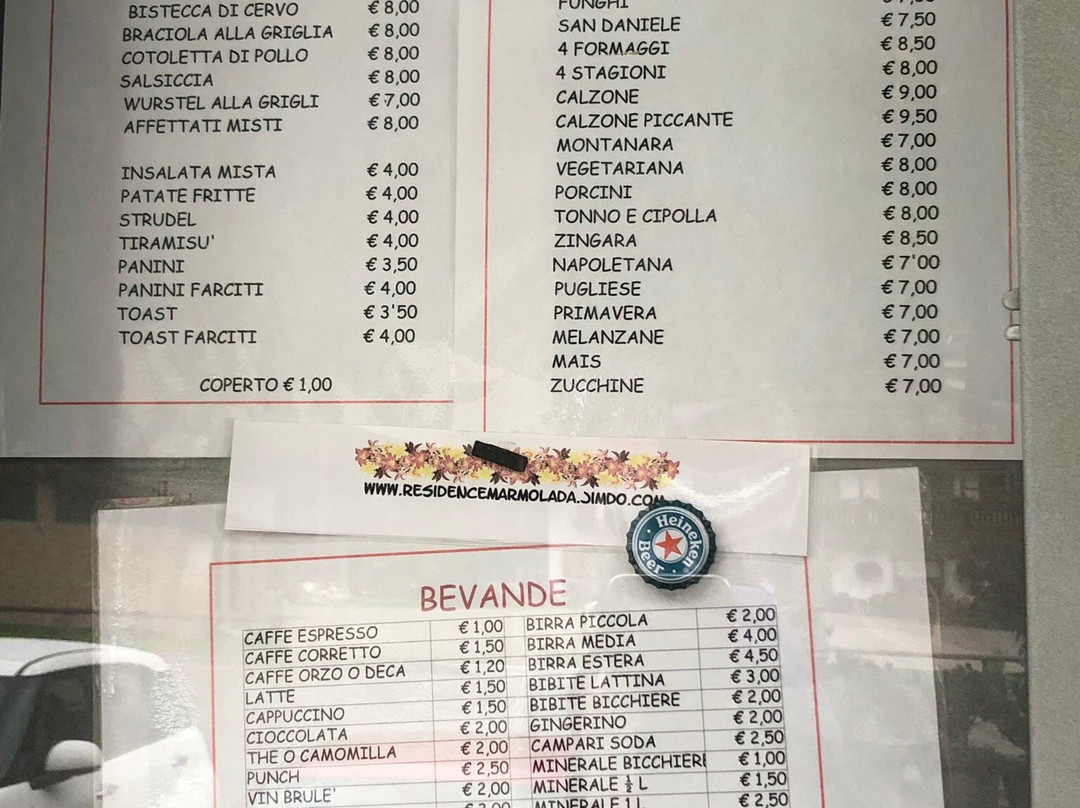 BISTECCA DI CERVO € 8,00
BRACIOLA ALLA GRIGLIA € 8,00
COTOLETTA DI POLLO € 8,00
SALSICCIA € 8,00
WURSTEL ALLA GRIGLI € 7,00
AFFETTATI MISTI € 8,00
INSALATA MISTA € 4,00
PATATE FRITTE € 4,00
STRUDEL € 4,00
TIRAMISU' € 4,00
PANINI € 3,50
PANINI FARCITI € 4,00
TOAST € 3'50
TOAST FARCITI € 4,00
COPERTO € 1,00
FUNGHI
SAN DANIELE € 7,50
4 FORMAGGI € 8,50
4 STAGIONI € 8,00
CALZONE € 9,00
CALZONE PICCANTE € 9,50
MONTANARA € 7,00
VEGETARIANA € 8,00
PORCINI € 8,00
TONNO E CIPOLLA € 8,00
ZINGARA € 8,50
NAPOLETANA € 7'00
PUGLIESE € 7,00
PRIMAVERA € 7,00
MELANZANE € 7,00
MAIS € 7,00
ZUCCHINE € 7,00
WWW.RESIDENCEMARMOLADA.JIMDO.COM
Heineken
Beer
BEVANDE
CAFFE ESPRESSO € 1,00 BIRRA PICCOLA € 2,00
CAFFE CORRETTO € 1,50 BIRRA MEDIA € 4,00
CAFFE ORZO O DECA € 1,20 BIRRA ESTERA € 4,50
LATTE € 1,50 BIBITE LATTINA € 3,00
CAPPUCCINO € 1,50 BIBITE BICCHIERE € 2,00
CIOCCOLATA € 2,00 GINGERINO € 2,00
THE O CAMOMILLA € 2,00 CAMPARI SODA € 2,50
PUNCH € 2,50 MINERALE BICCHIERE € 1,00
VIN BRULE' € 2,00 MINERALE ½ L € 1,50
MINERALE 1 L € 2,50